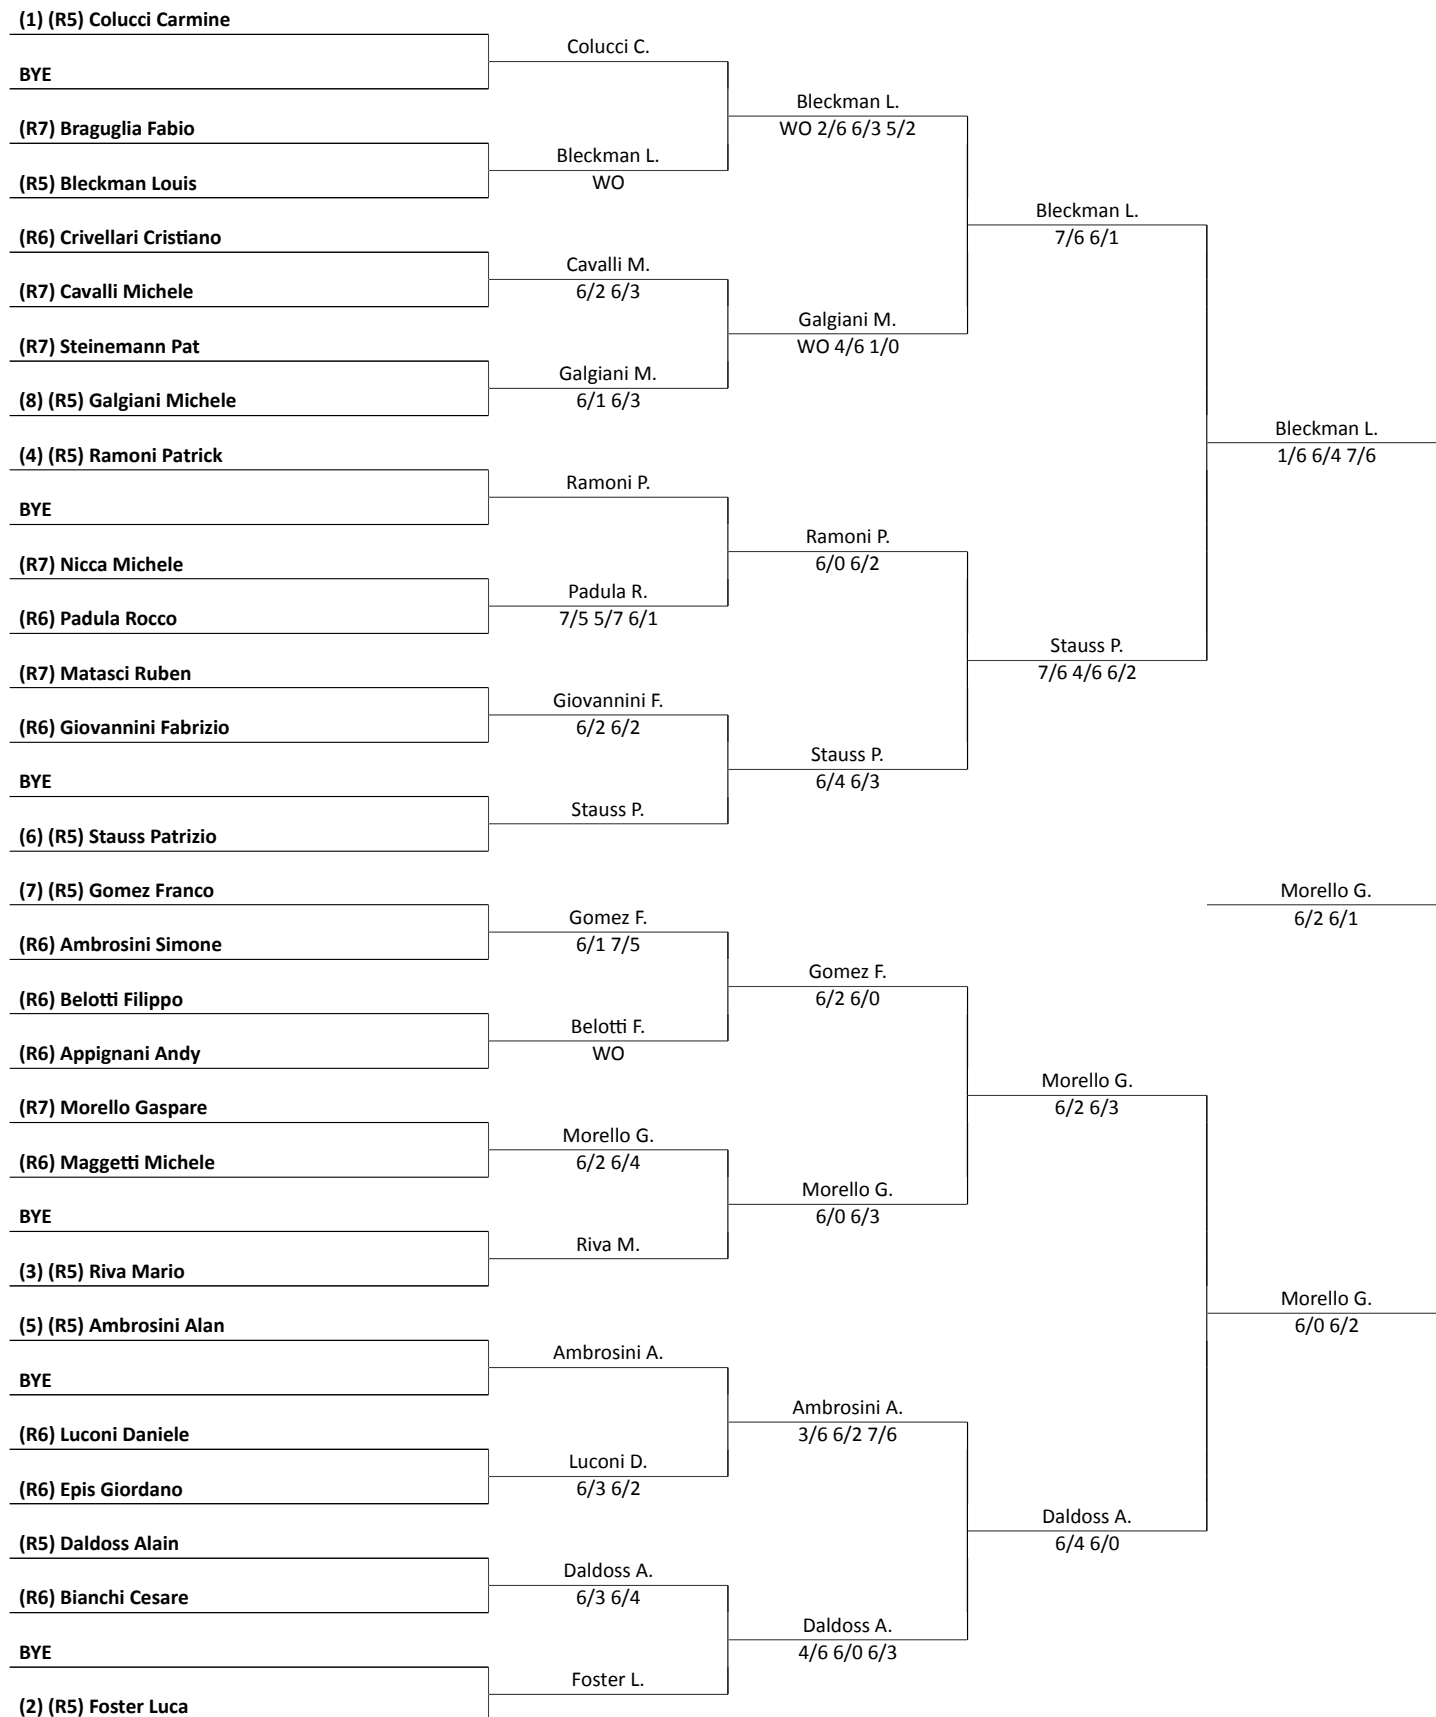 (1) (R5) Colucci Carmine
BYE
(R7) Braguglia Fabio
(R5) Bleckman Louis
(R6) Crivellari Cristiano
(R7) Cavalli Michele
(R7) Steinemann Pat
(8) (R5) Galgiani Michele
(4) (R5) Ramoni Patrick
BYE
(R7) Nicca Michele
(R6) Padula Rocco
(R7) Matasci Ruben
(R6) Giovannini Fabrizio
BYE
(6) (R5) Stauss Patrizio
(7) (R5) Gomez Franco
(R6) Ambrosini Simone
(R6) Belotti Filippo
(R6) Appignani Andy
(R7) Morello Gaspare
(R6) Maggetti Michele
BYE
(3) (R5) Riva Mario
(5) (R5) Ambrosini Alan
BYE
(R6) Luconi Daniele
(R6) Epis Giordano
(R5) Daldoss Alain
(R6) Bianchi Cesare
BYE
(2) (R5) Foster Luca
Colucci C.
Bleckman L.
WO
Cavalli M.
6/2 6/3
Galgiani M.
6/1 6/3
Ramoni P.
Padula R.
7/5 5/7 6/1
Giovannini F.
6/2 6/2
Stauss P.
Gomez F.
6/1 7/5
Belotti F.
WO
Morello G.
6/2 6/4
Riva M.
Ambrosini A.
Luconi D.
6/3 6/2
Daldoss A.
6/3 6/4
Foster L.
Bleckman L.
WO 2/6 6/3 5/2
Galgiani M.
WO 4/6 1/0
Ramoni P.
6/0 6/2
Stauss P.
6/4 6/3
Gomez F.
6/2 6/0
Morello G.
6/0 6/3
Ambrosini A.
3/6 6/2 7/6
Daldoss A.
4/6 6/0 6/3
Bleckman L.
7/6 6/1
Stauss P.
7/6 4/6 6/2
Morello G.
6/2 6/3
Daldoss A.
6/4 6/0
Bleckman L.
1/6 6/4 7/6
Morello G.
6/2 6/1
Morello G.
6/0 6/2